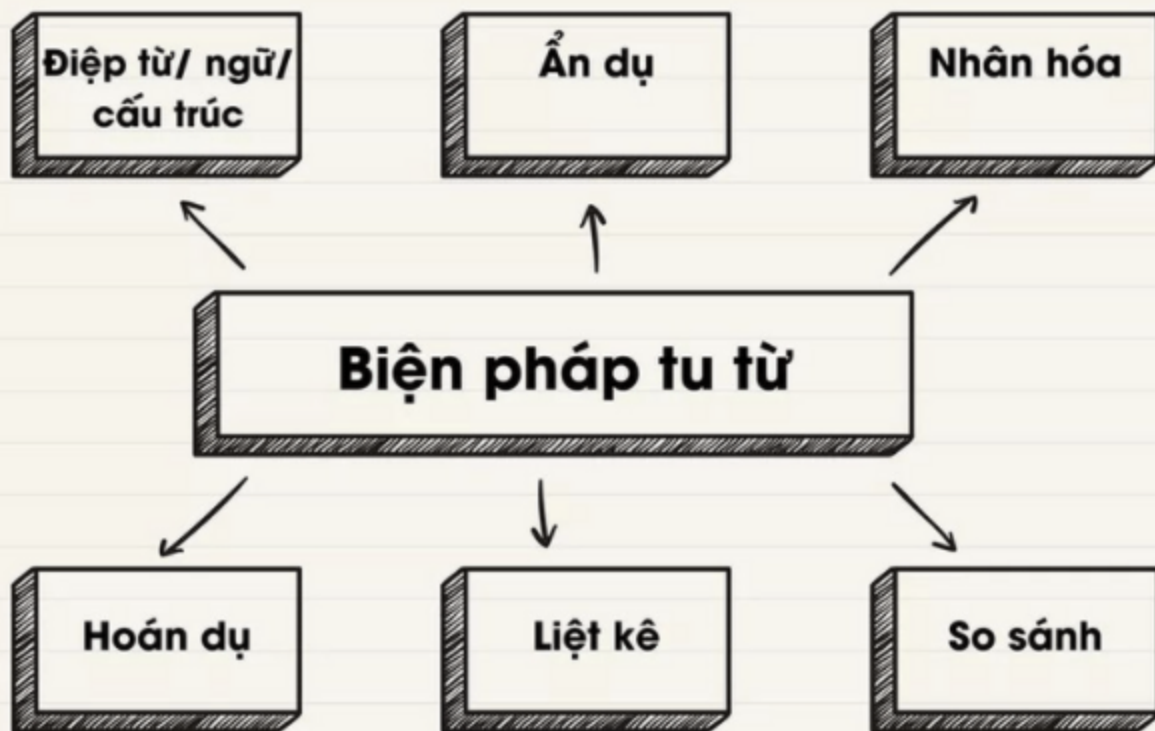 Điệp từ/ ngữ/
cấu trúc
Ẩn dụ
Nhân hóa
Biện pháp tu từ
Hoán dụ
Liệt kê
So sánh